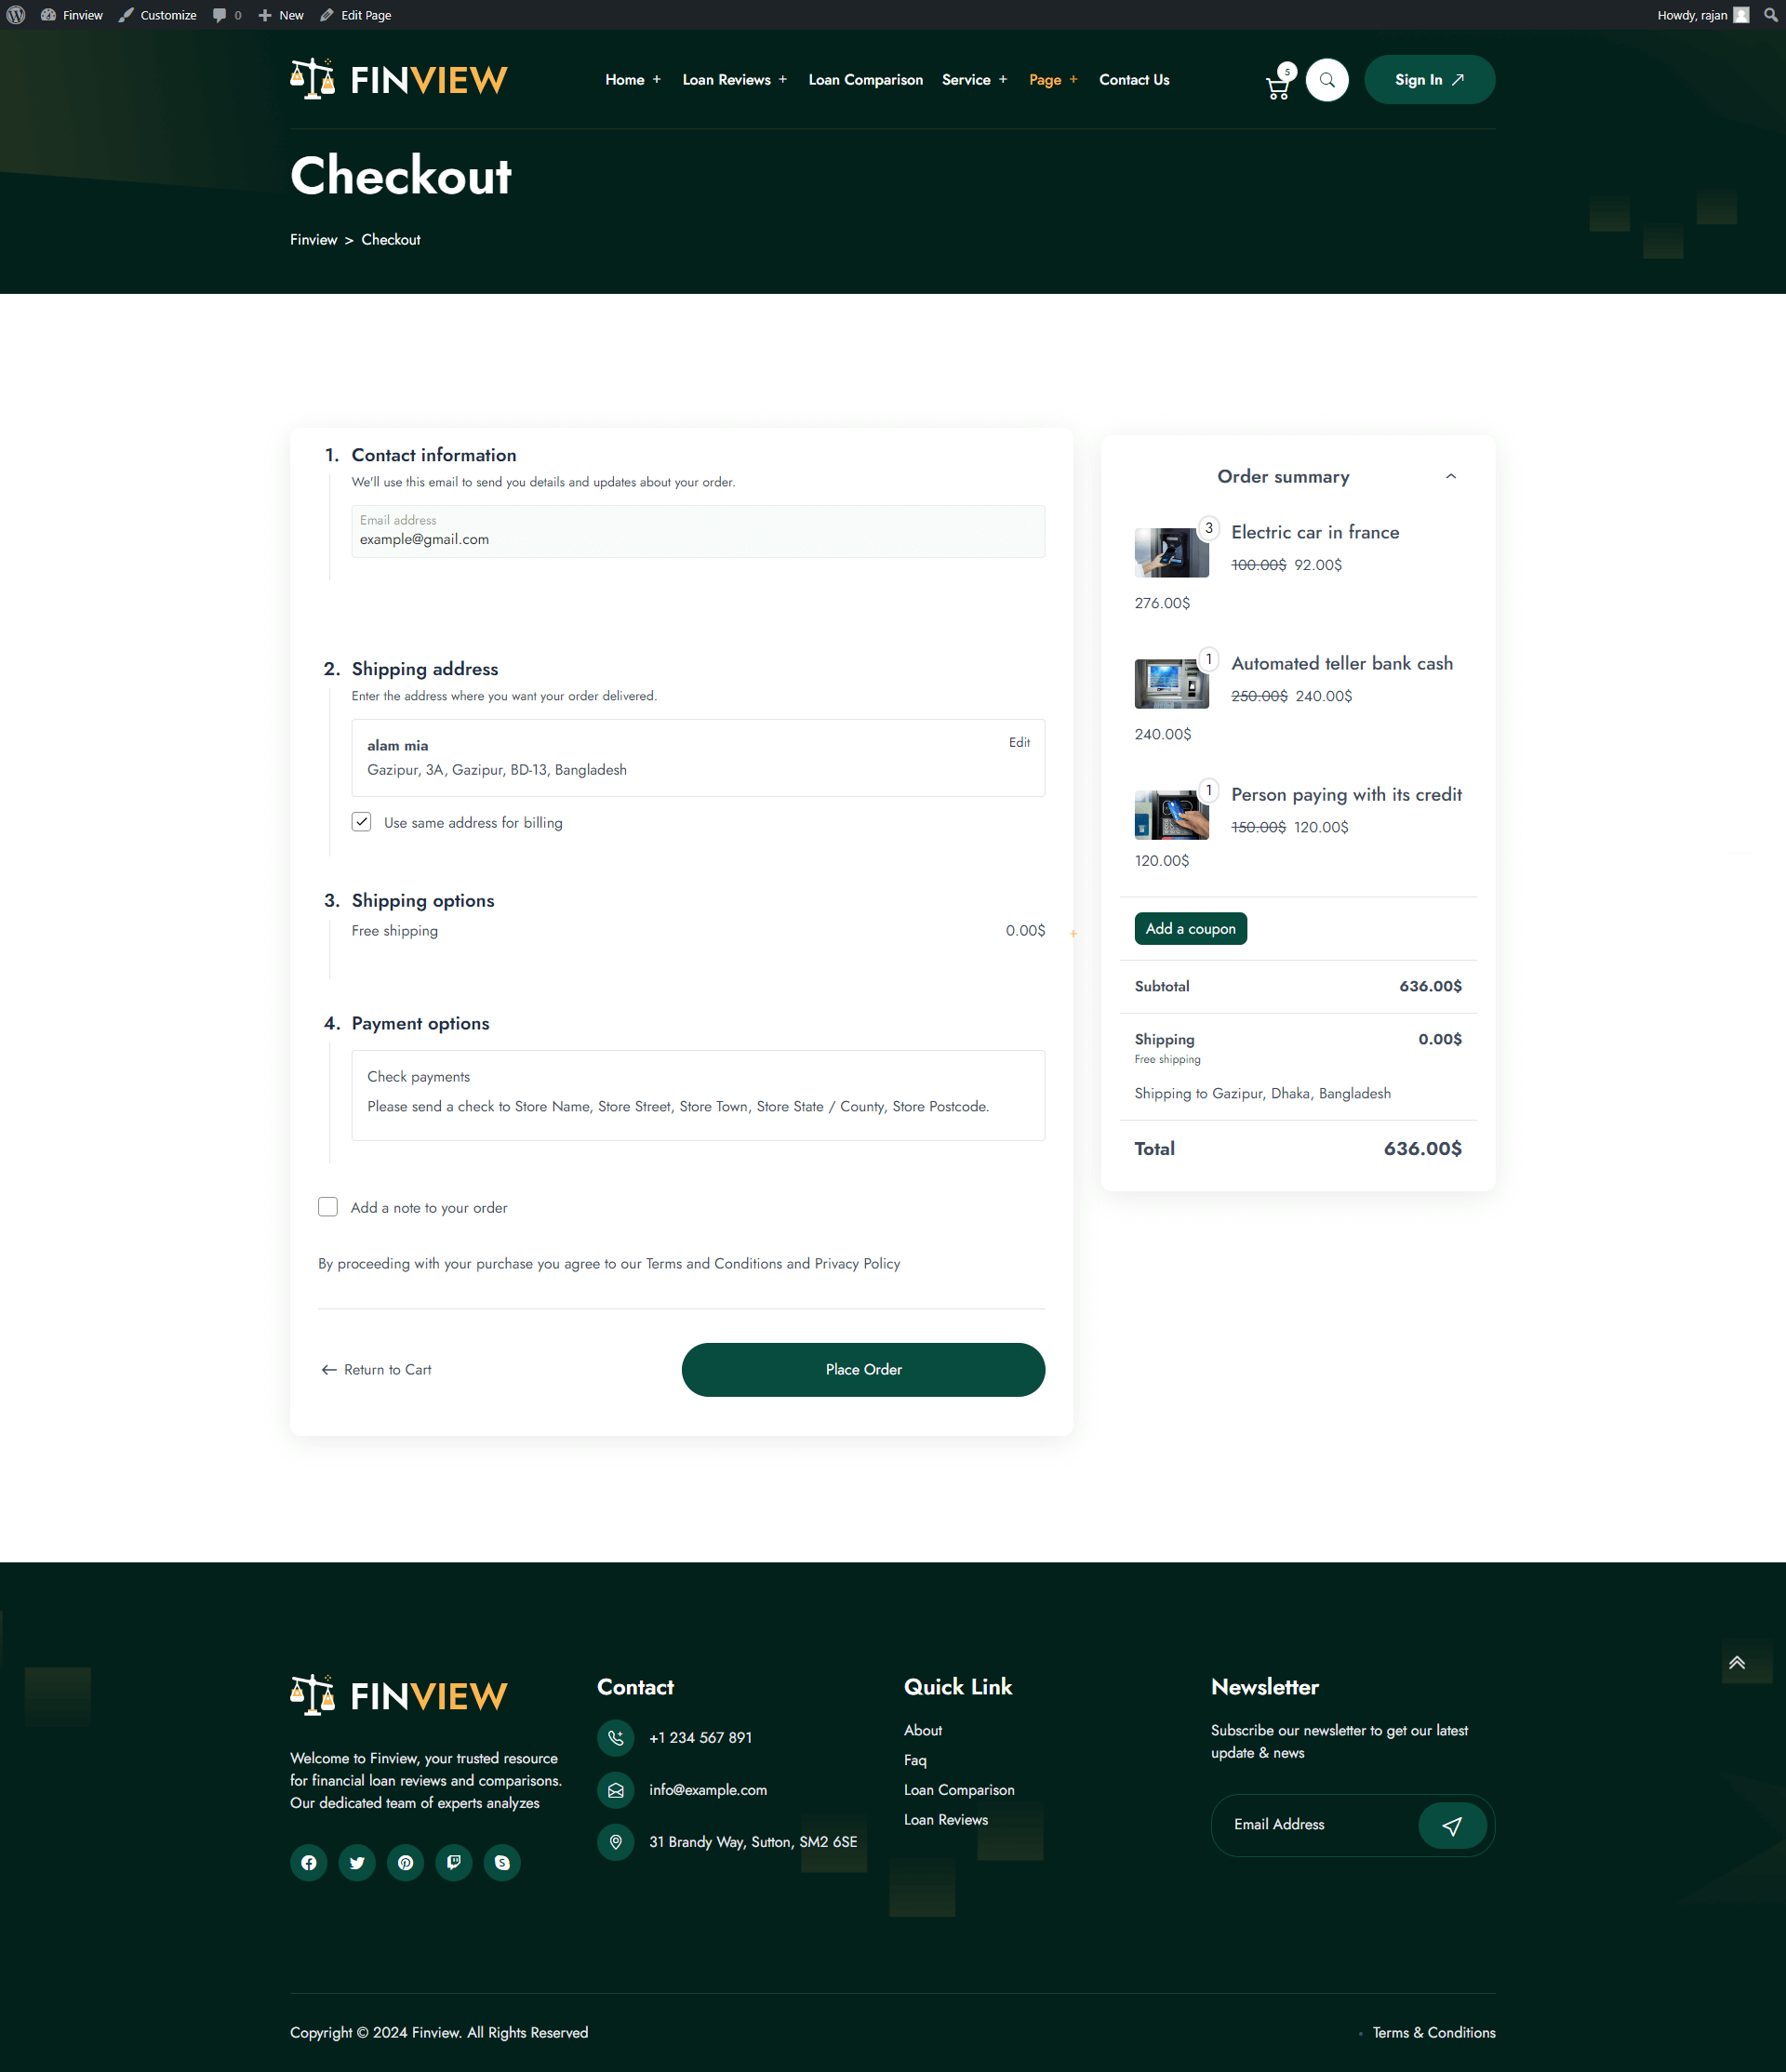 Finview Customize 0 New Edit Page Howdy, rajan
FINVIEW Home + Loan Reviews + Loan Comparison Service + Page + Contact Us 5 Sign In
Checkout
Finview > Checkout
1. Contact information
We'll use this email to send you details and updates about your order.
Email address
example@gmail.com
2. Shipping address
Enter the address where you want your order delivered.
alam mia Edit
Gazipur, 3A, Gazipur, BD-13, Bangladesh
Use same address for billing
3. Shipping options
Free shipping 0.00$
+
4. Payment options
Check payments
Please send a check to Store Name, Store Street, Store Town, Store State / County, Store Postcode.
Add a note to your order
By proceeding with your purchase you agree to our Terms and Conditions and Privacy Policy
Return to Cart Place Order
Order summary
3 Electric car in france
100.00$ 92.00$
276.00$
1 Automated teller bank cash
250.00$ 240.00$
240.00$
1 Person paying with its credit
150.00$ 120.00$
120.00$
Add a coupon
Subtotal 636.00$
Shipping 0.00$
Free shipping
Shipping to Gazipur, Dhaka, Bangladesh
Total 636.00$
FINVIEW
Welcome to Finview, your trusted resource
for financial loan reviews and comparisons.
Our dedicated team of experts analyzes
Contact
+1 234 567 891
info@example.com
31 Brandy Way, Sutton, SM2 6SE
Quick Link
About
Faq
Loan Comparison
Loan Reviews
Newsletter
Subscribe our newsletter to get our latest
update & news
Email Address
Copyright © 2024 Finview. All Rights Reserved
• Terms & Conditions